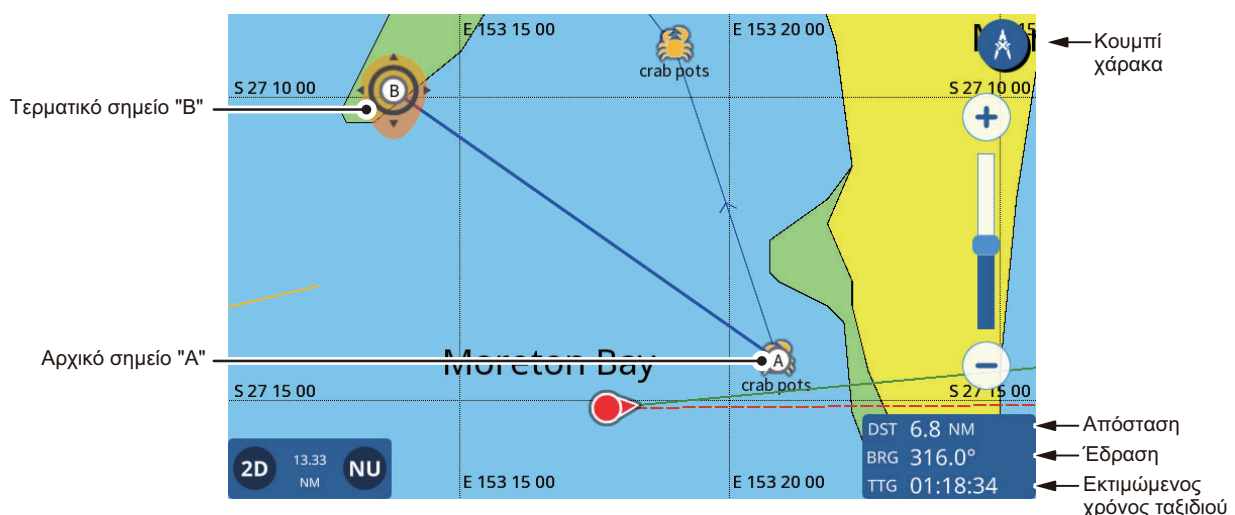 E 153 15 00
E 153 20 00
15
Κουμπί
χάρακα
crab pots
S 27 10 00
S 27 10 00
B
Τερματικό σημείο "B"
Αρχικό σημείο "A"
Moreton Bay
A
crab pots
S 27 15 00
S 27 15 00
DST 6.8 NM
Απόσταση
2D 13.33 NU
NM
BRG 316.0°
Έδραση
E 153 15 00
E 153 20 00
TTG 01:18:34
Εκτιμώμενος
χρόνος ταξιδιού